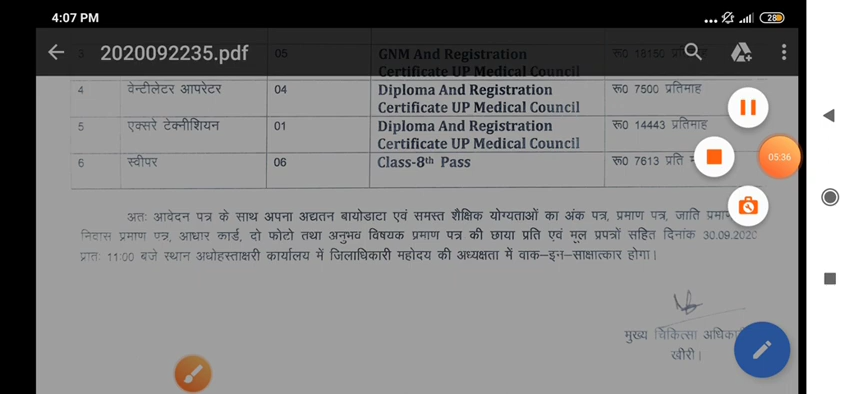 4:07 PM
28
2020092235.pdf
3 05 GNM And Registration रू0 18150 प्रतिमाह
Certificate UP Medical Council
4 वेन्टीलेटर आपरेटर 04 Diploma And Registration रू0 7500 प्रतिमाह
Certificate UP Medical Council
5 एक्सरे टेक्नीशियन 01 Diploma And Registration रू0 14443 प्रतिमाह
Certificate UP Medical Council
6 स्वीपर 06 Class-8th Pass रू0 7613 प्रति
05:36
अतः आवेदन पत्र के साथ अपना अद्यतन बायोडाटा एवं समस्त शैक्षिक योग्यताओं का अंक पत्र, प्रमाण पत्र, जाति प्रमाण
निवास प्रमाण पत्र, आधार कार्ड, दो फोटो तथा अनुभव विषयक प्रमाण पत्र की छाया प्रति एवं मूल प्रपत्रों सहित दिनांक 30.09.2020
प्रातः 11:00 बजे स्थान अधोहस्ताक्षरी कार्यालय में जिलाधिकारी महोदय की अध्यक्षता में वाक-इन-साक्षात्कार होगा।
मुख्य चिकित्सा अधिकारी
खीरी।